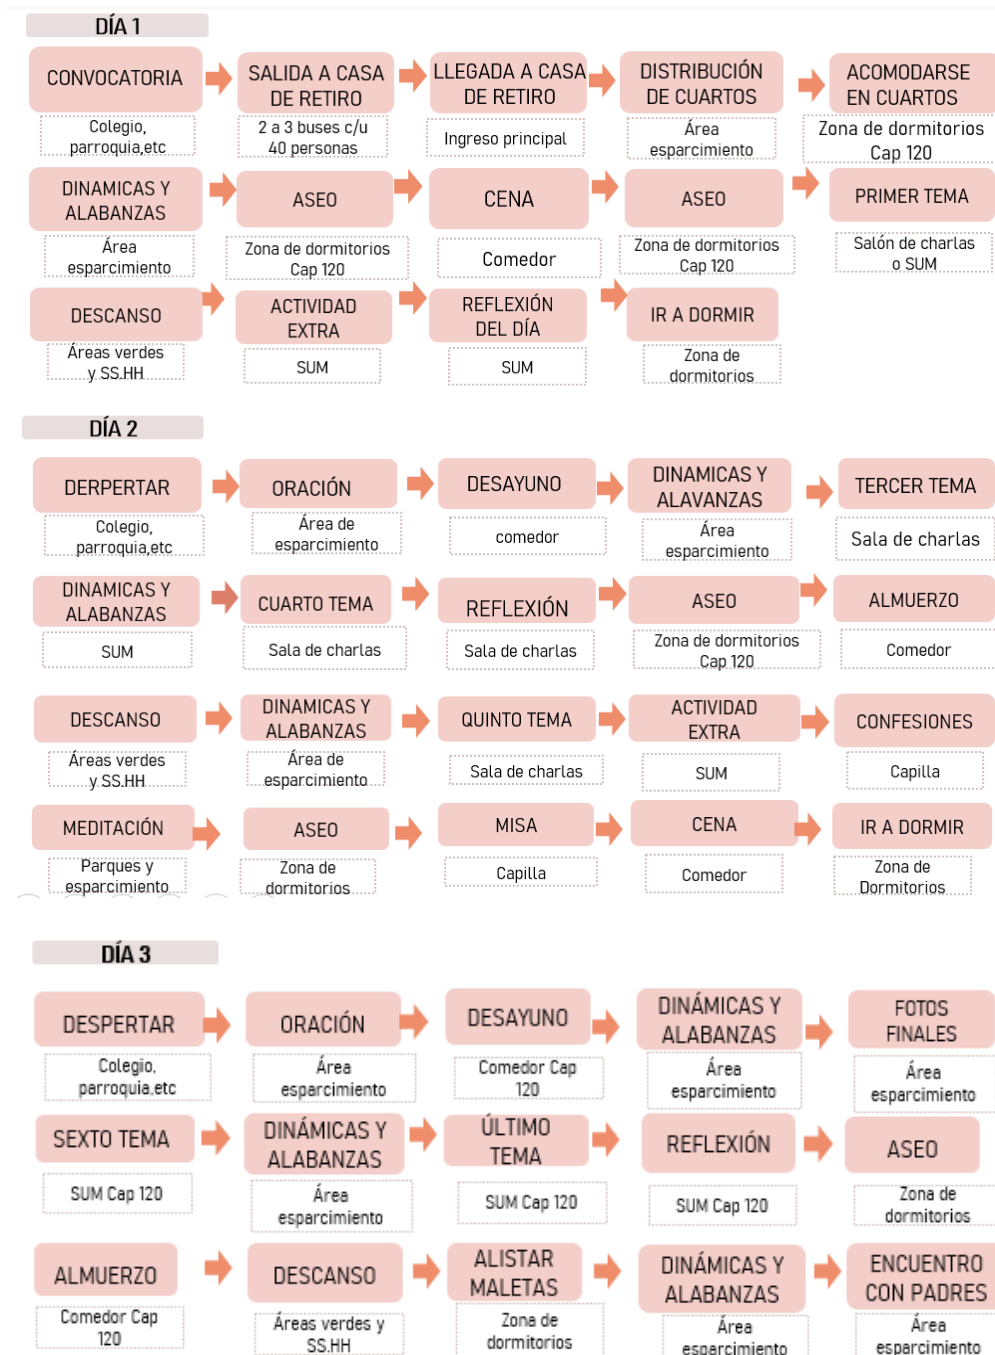 DÍA 1
CONVOCATORIA
Colegio,
parroquia,etc
SALIDA A CASA
DE RETIRO
2 a 3 buses c/u
40 personas
LLEGADA A CASA
DE RETIRO
Ingreso principal
DISTRIBUCIÓN
DE CUARTOS
Área
esparcimiento
ACOMODARSE
EN CUARTOS
Zona de dormitorios
Cap 120
DINAMICAS Y
ALABANZAS
Área
esparcimiento
ASEO
Zona de dormitorios
Cap 120
CENA
Comedor
ASEO
Zona de dormitorios
Cap 120
PRIMER TEMA
Salón de charlas
o SUM
DESCANSO
Áreas verdes
y SS.HH
ACTIVIDAD
EXTRA
SUM
REFLEXIÓN
DEL DÍA
SUM
IR A DORMIR
Zona de
dormitorios
DÍA 2
DERPERTAR
Colegio,
parroquia,etc
ORACIÓN
Área de
esparcimiento
DESAYUNO
comedor
DINAMICAS Y
ALAVANZAS
Área
esparcimiento
TERCER TEMA
Sala de charlas
DINAMICAS Y
ALABANZAS
SUM
CUARTO TEMA
Sala de charlas
REFLEXIÓN
Sala de charlas
ASEO
Zona de dormitorios
Cap 120
ALMUERZO
Comedor
DESCANSO
Áreas verdes
y SS.HH
DINAMICAS Y
ALABANZAS
Área de
esparcimiento
QUINTO TEMA
Sala de charlas
ACTIVIDAD
EXTRA
SUM
CONFESIONES
Capilla
MEDITACIÓN
Parques y
esparcimiento
ASEO
Zona de
dormitorios
MISA
Capilla
CENA
Comedor
IR A DORMIR
Zona de
Dormitorios
DÍA 3
DESPERTAR
Colegio,
parroquia,etc
ORACIÓN
Área
esparcimiento
DESAYUNO
Comedor Cap
120
DINÁMICAS Y
ALABANZAS
Área
esparcimiento
FOTOS
FINALES
Área
esparcimiento
SEXTO TEMA
SUM Cap 120
DINÁMICAS Y
ALABANZAS
Área
esparcimiento
ÚLTIMO
TEMA
SUM Cap 120
REFLEXIÓN
SUM Cap 120
ASEO
Zona de
dormitorios
ALMUERZO
Comedor Cap
120
DESCANSO
Áreas verdes y
SS.HH
ALISTAR
MALETAS
Zona de
dormitorios
DINÁMICAS Y
ALABANZAS
Área
esparcimiento
ENCUENTRO
CON PADRES
Área
esparcimiento